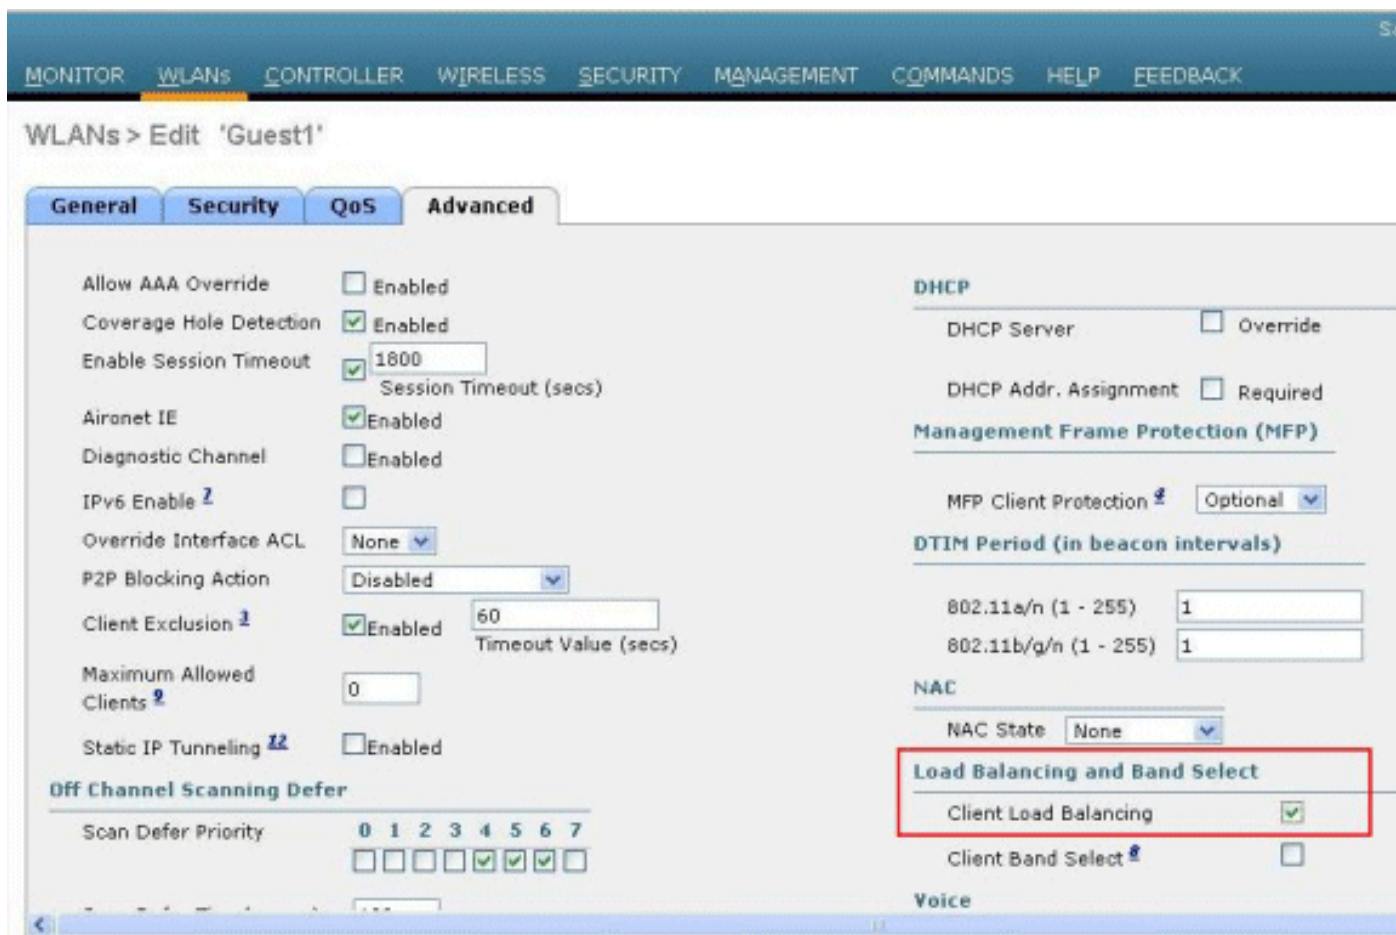 MONITOR WLANs CONTROLLER WIRELESS SECURITY MANAGEMENT COMMANDS HELP FEEDBACK
WLANs > Edit 'Guest1'
General Security QoS Advanced
Allow AAA Override Enabled
Coverage Hole Detection Enabled
Enable Session Timeout 1800
Session Timeout (secs)
Aironet IE Enabled
Diagnostic Channel Enabled
IPv6 Enable 7
Override Interface ACL None
P2P Blocking Action Disabled
Client Exclusion 3 Enabled 60
Timeout Value (secs)
Maximum Allowed
Clients 9 0
Static IP Tunneling 12 Enabled
Off Channel Scanning Defer
Scan Defer Priority 0 1 2 3 4 5 6 7
DHCP
DHCP Server Override
DHCP Addr. Assignment Required
Management Frame Protection (MFP)
MFP Client Protection 4 Optional
DTIM Period (in beacon intervals)
802.11a/n (1 - 255) 1
802.11b/g/n (1 - 255) 1
NAC
NAC State None
Load Balancing and Band Select
Client Load Balancing
Client Band Select 8
Voice